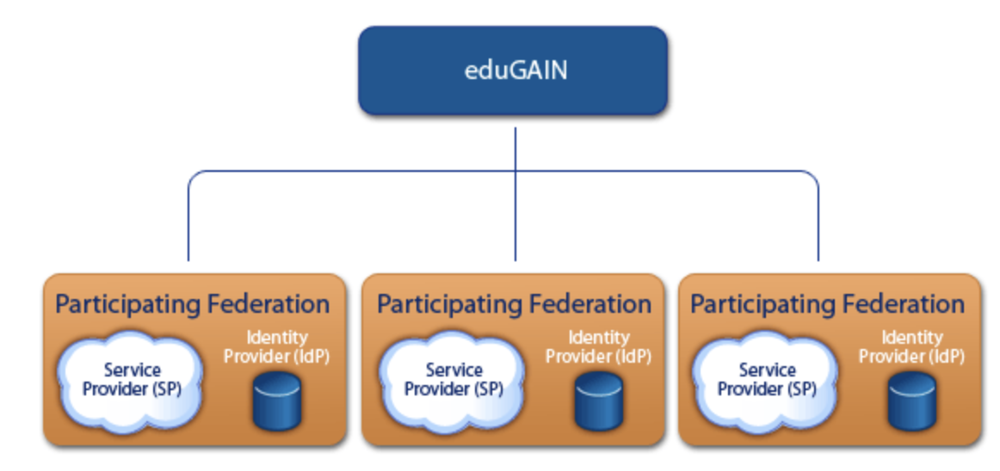 eduGAIN
Participating Federation
Service
Provider (SP)
Identity
Provider (IdP)
Participating Federation
Service
Provider (SP)
Identity
Provider (IdP)
Participating Federation
Service
Provider (SP)
Identity
Provider (IdP)